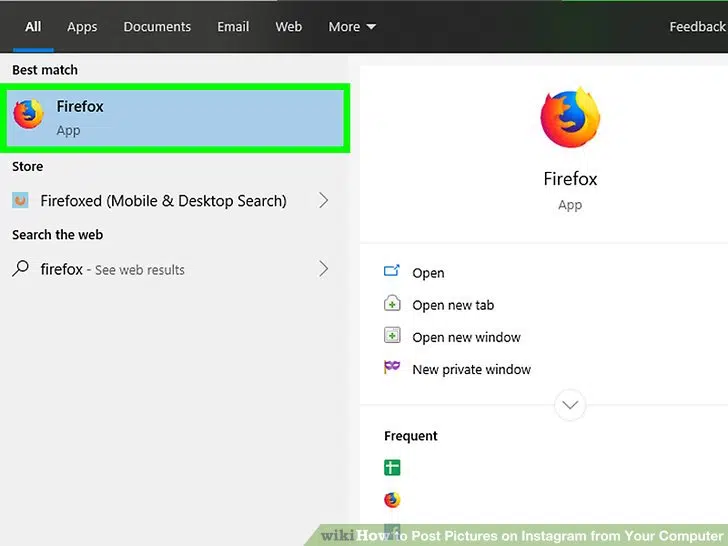 All Apps Documents Email Web More Feedback
Best match
Firefox
App
Store
Firefoxed (Mobile & Desktop Search)
Search the web
firefox - See web results
Firefox
App
Open
Open new tab
Open new window
New private window
Frequent
wikiHow to Post Pictures on Instagram from Your Computer